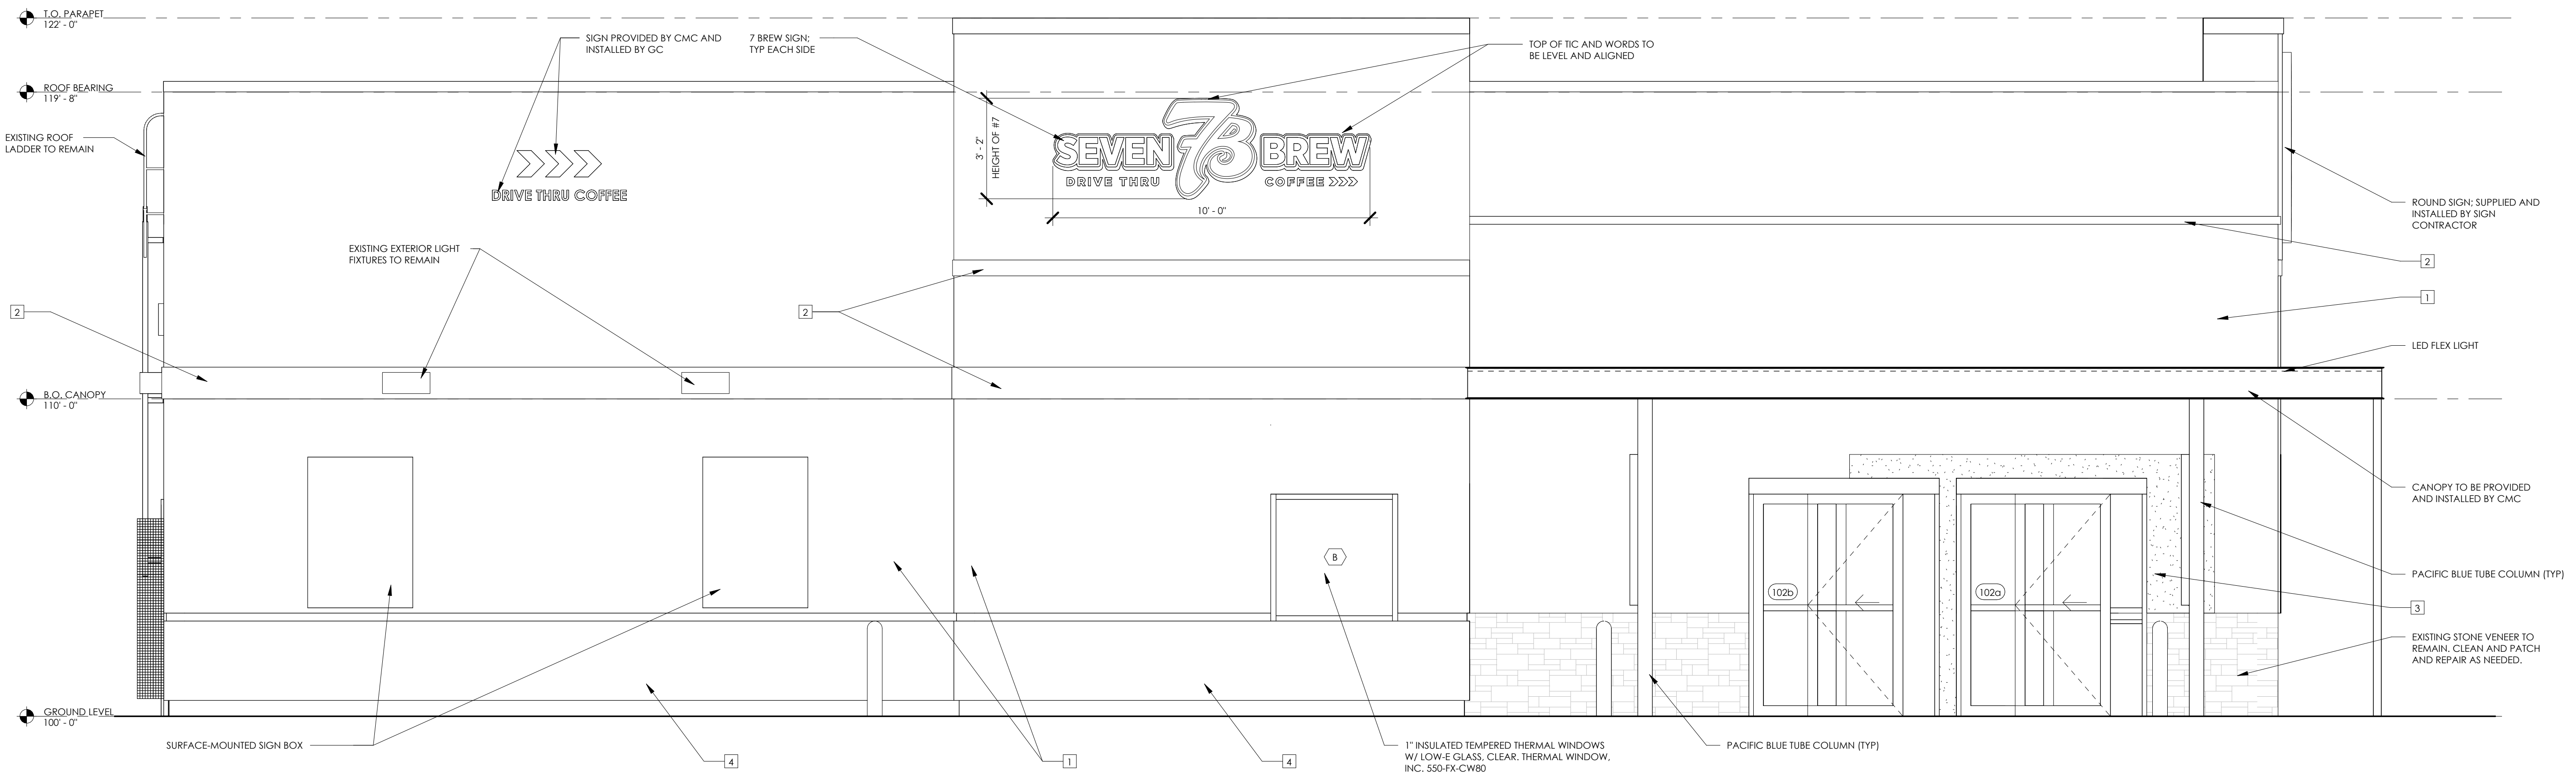 T.O. PARAPET
122' - 0"
SIGN PROVIDED BY CMC AND
INSTALLED BY GC
7 BREW SIGN;
TYP EACH SIDE
TOP OF TIC AND WORDS TO
BE LEVEL AND ALIGNED
ROOF BEARING
119' - 8"
EXISTING ROOF
LADDER TO REMAIN
3' - 2"
HEIGHT OF #7
SEVEN 7B BREW
DRIVE THRU COFFEE
DRIVE THRU COFFEE
10' - 0"
ROUND SIGN; SUPPLIED AND
INSTALLED BY SIGN
CONTRACTOR
EXISTING EXTERIOR LIGHT
FIXTURES TO REMAIN
2
1
2
2
LED FLEX LIGHT
B.O. CANOPY
110' - 0"
CANOPY TO BE PROVIDED
AND INSTALLED BY CMC
B
PACIFIC BLUE TUBE COLUMN (TYP)
102b
102a
3
EXISTING STONE VENEER TO
REMAIN. CLEAN AND PATCH
AND REPAIR AS NEEDED.
GROUND LEVEL
100' - 0"
SURFACE-MOUNTED SIGN BOX
4
1
4
1" INSULATED TEMPERED THERMAL WINDOWS
W/ LOW-E GLASS, CLEAR. THERMAL WINDOW,
INC. 550-FX-CW80
PACIFIC BLUE TUBE COLUMN (TYP)